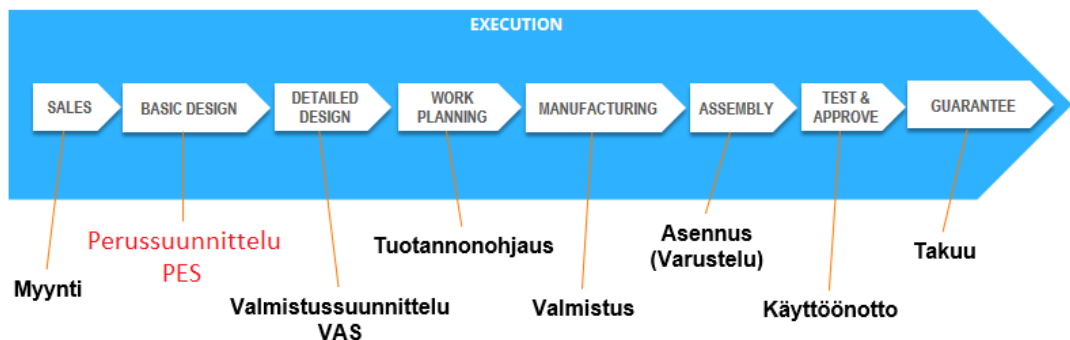 EXECUTION
SALES
BASIC DESIGN
DETAILED
DESIGN
WORK
PLANNING
MANUFACTURING
ASSEMBLY
TEST &
APPROVE
GUARANTEE
Myynti
Perussuunnittelu
PES
Valmistussuunnittelu
VAS
Tuotannonohjaus
Valmistus
Asennus
(Varustelu)
Käyttöönotto
Takuu